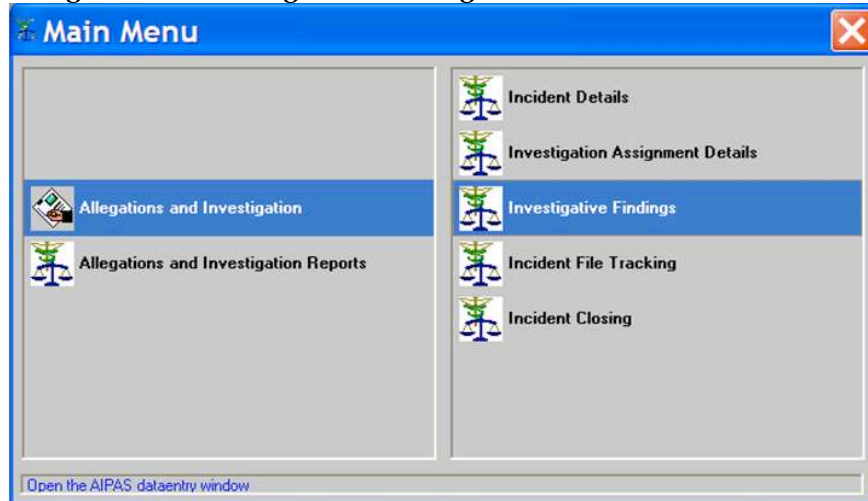 Main Menu
Allegations and Investigation
Allegations and Investigation Reports
Incident Details
Investigation Assignment Details
Investigative Findings
Incident File Tracking
Incident Closing
Open the AIPAS dataentry window